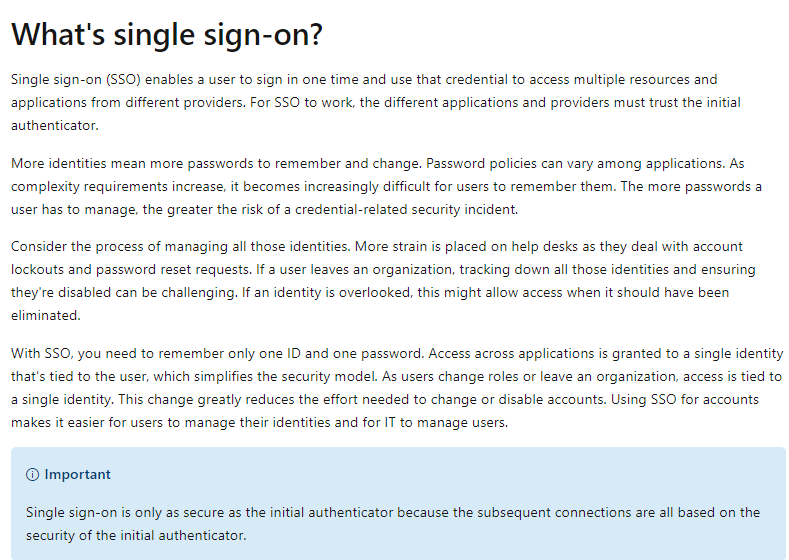 What's single sign-on?
Single sign-on (SSO) enables a user to sign in one time and use that credential to access multiple resources and
applications from different providers. For SSO to work, the different applications and providers must trust the initial
authenticator.
More identities mean more passwords to remember and change. Password policies can vary among applications. As
complexity requirements increase, it becomes increasingly difficult for users to remember them. The more passwords a
user has to manage, the greater the risk of a credential-related security incident.
Consider the process of managing all those identities. More strain is placed on help desks as they deal with account
lockouts and password reset requests. If a user leaves an organization, tracking down all those identities and ensuring
they're disabled can be challenging. If an identity is overlooked, this might allow access when it should have been
eliminated.
With SSO, you need to remember only one ID and one password. Access across applications is granted to a single identity
that's tied to the user, which simplifies the security model. As users change roles or leave an organization, access is tied to
a single identity. This change greatly reduces the effort needed to change or disable accounts. Using SSO for accounts
makes it easier for users to manage their identities and for IT to manage users.
Important
Single sign-on is only as secure as the initial authenticator because the subsequent connections are all based on the
security of the initial authenticator.